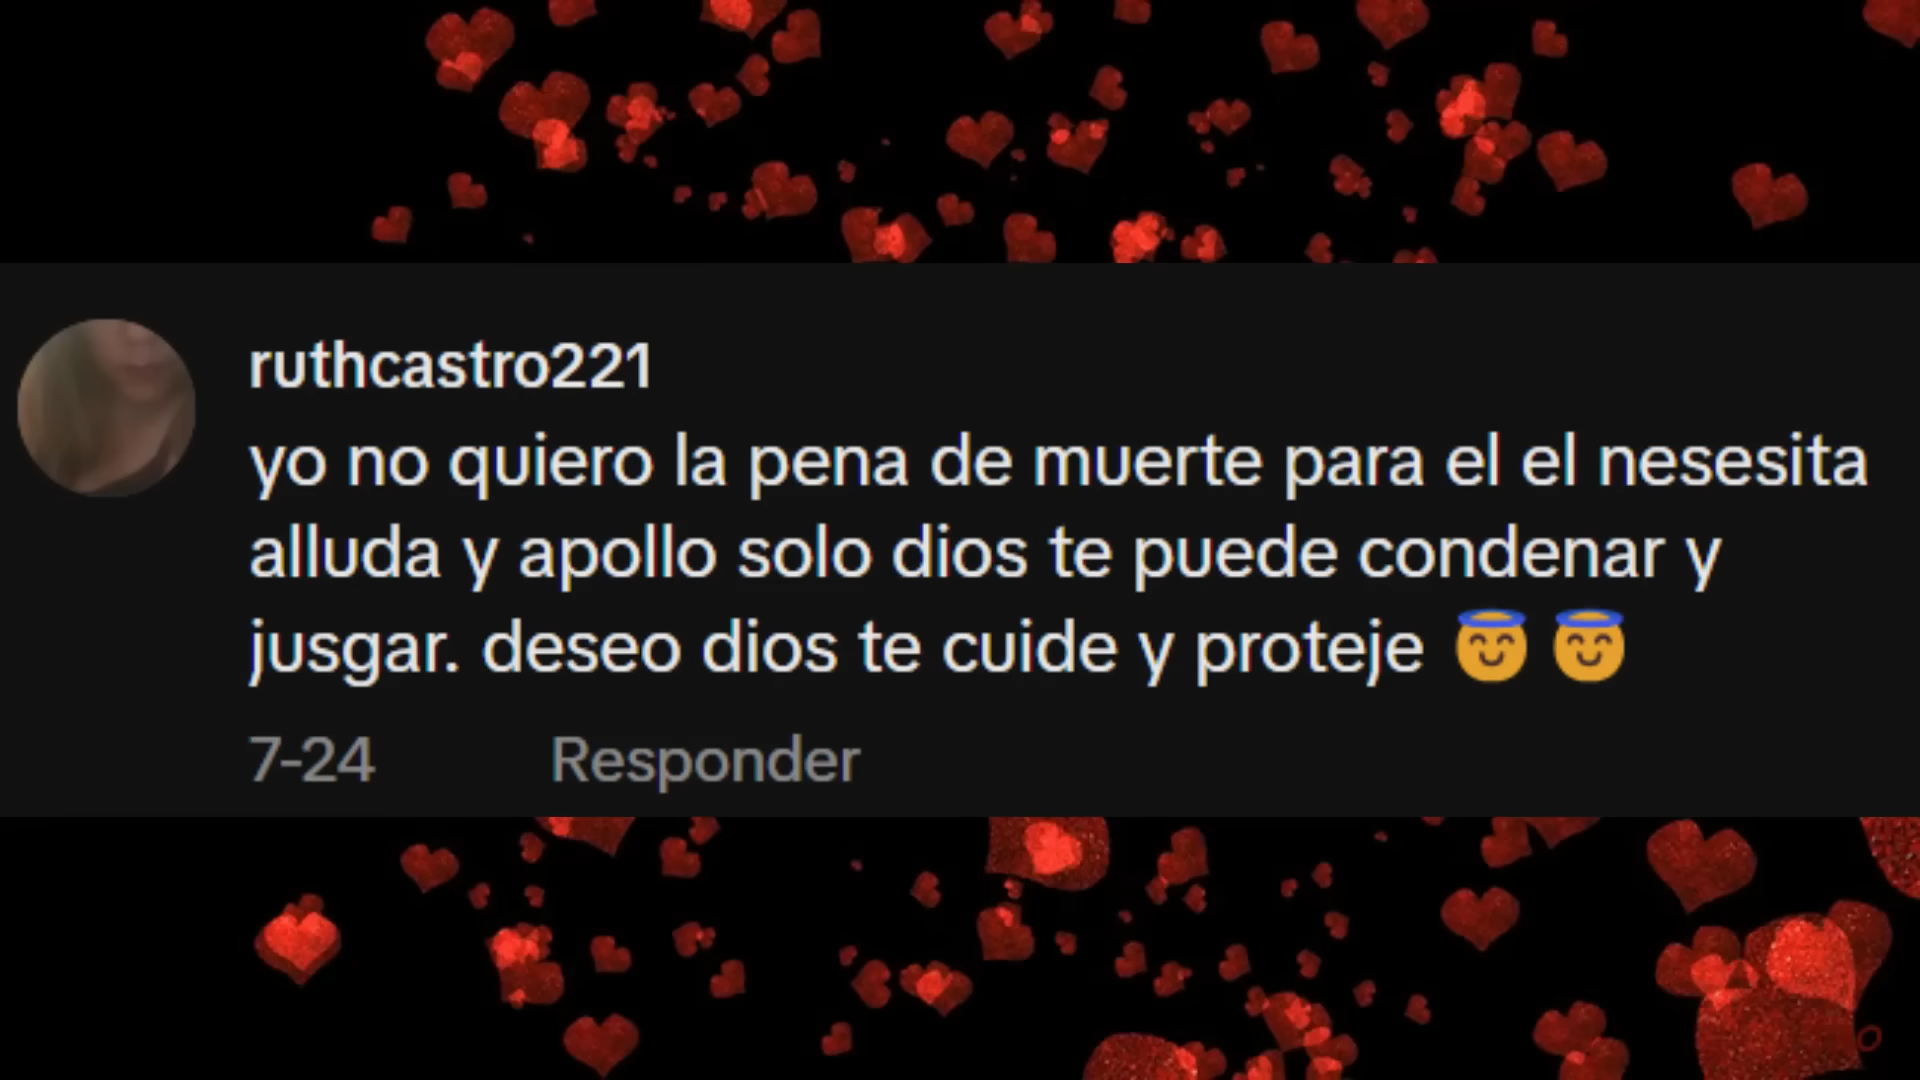 ruthcastro221
yo no quiero la pena de muerte para el el nesesita
alluda y apollo solo dios te puede condenar y
jusgar. deseo dios te cuide y proteje 😇 😇
7-24 Responder